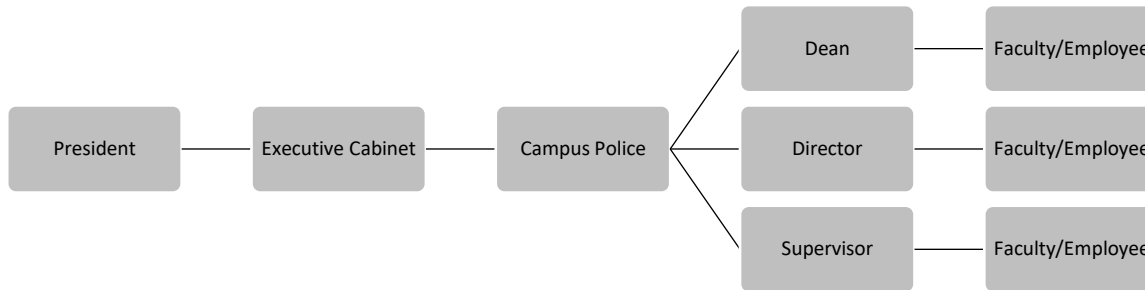 Dean
Faculty/Employee
President
Executive Cabinet
Campus Police
Director
Faculty/Employee
Supervisor
Faculty/Employee